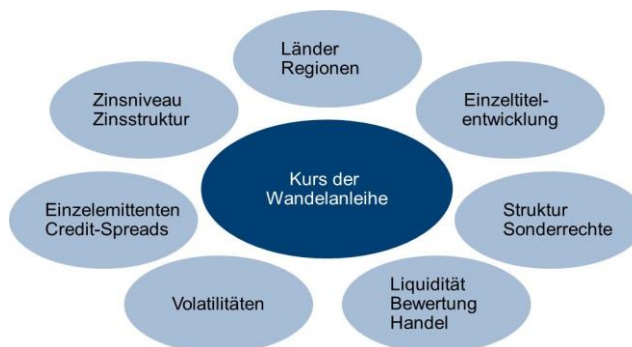 Länder
Regionen
Zinsniveau
Zinsstruktur
Einzeltitel-
entwicklung
Kurs der
Wandelanleihe
Einzelemittenten
Credit-Spreads
Struktur
Sonderrechte
Volatilitäten
Liquidität
Bewertung
Handel